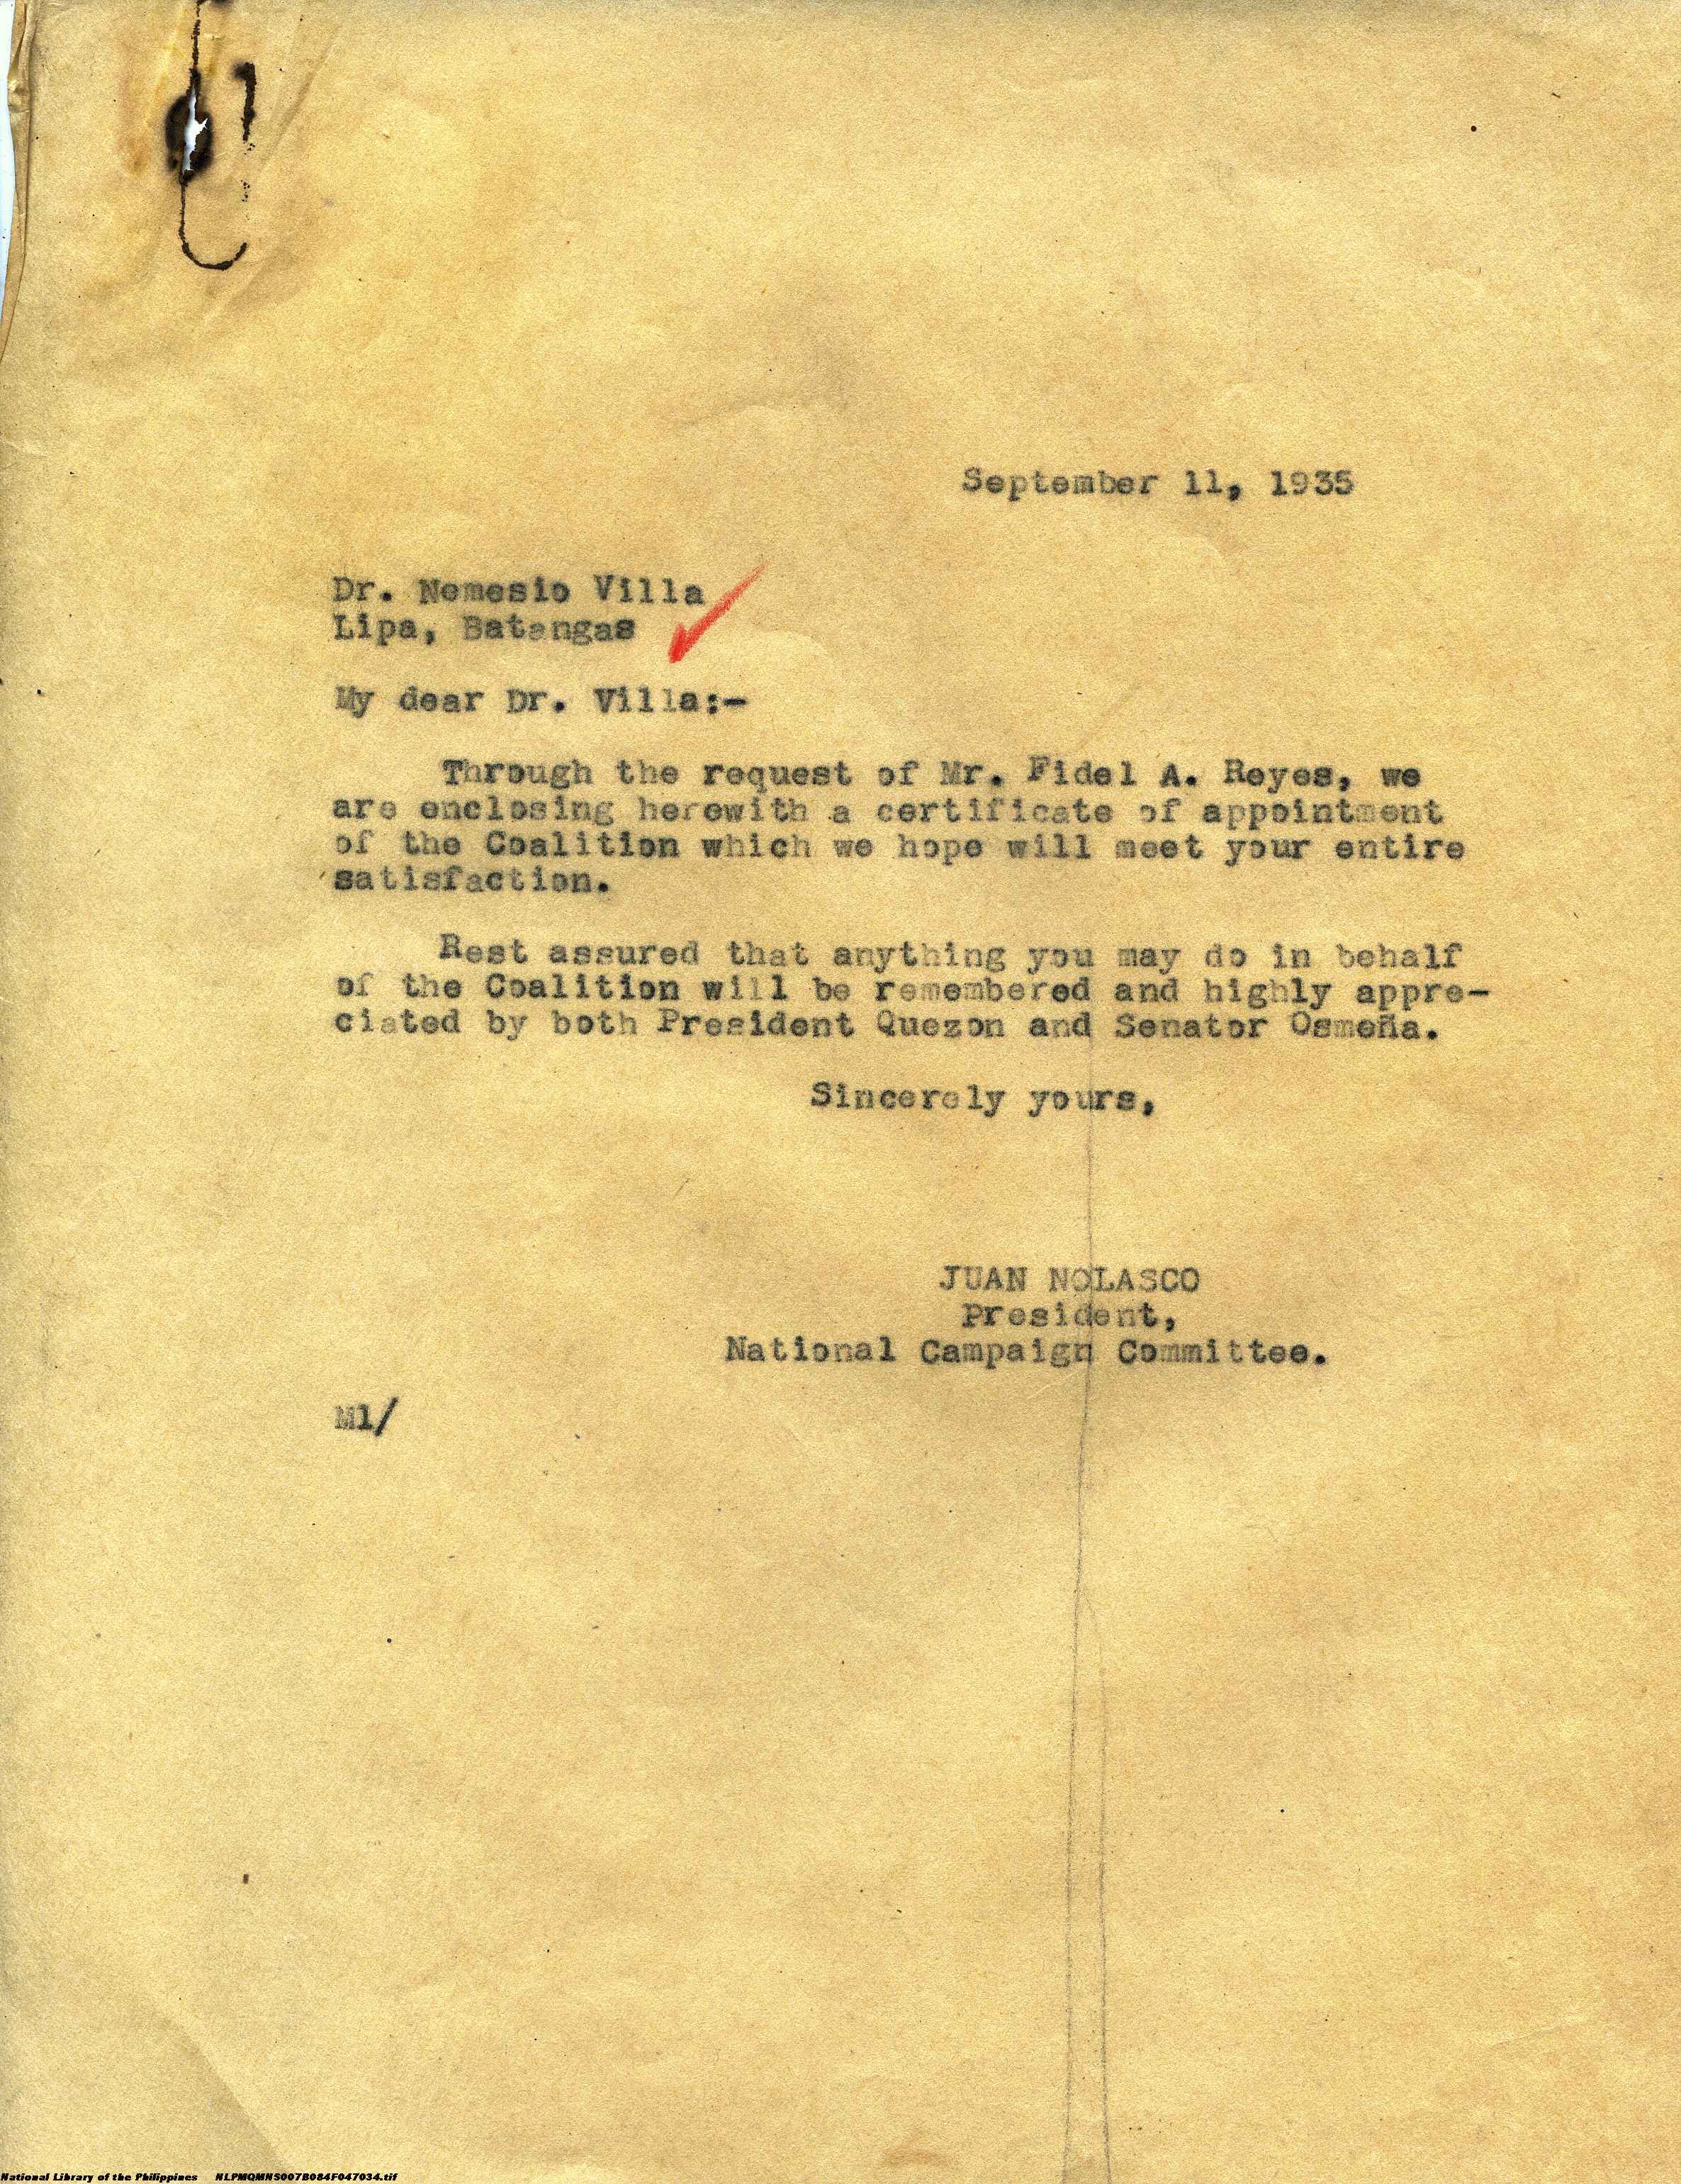 September 11, 1935
Dr. Nemesio Villa
Lipa, Batangas
My dear Dr. Villa:-
Through the request of Mr. Fidel A. Reyes, we
are enclosing herewith a certificate of appointment
of the Coalition which we hope will meet your entire
satisfaction.
Rest assured that anything you may do in behalf
of the Coalition will be remembered and highly appre-
ciated by both President Quezon and Senator Osmeña.
Sincerely yours,
JUAN NOLASCO
President,
National Campaign Committee.
Ml/
National Library of the Philippines NLPMQMNS007B084F047034.tif